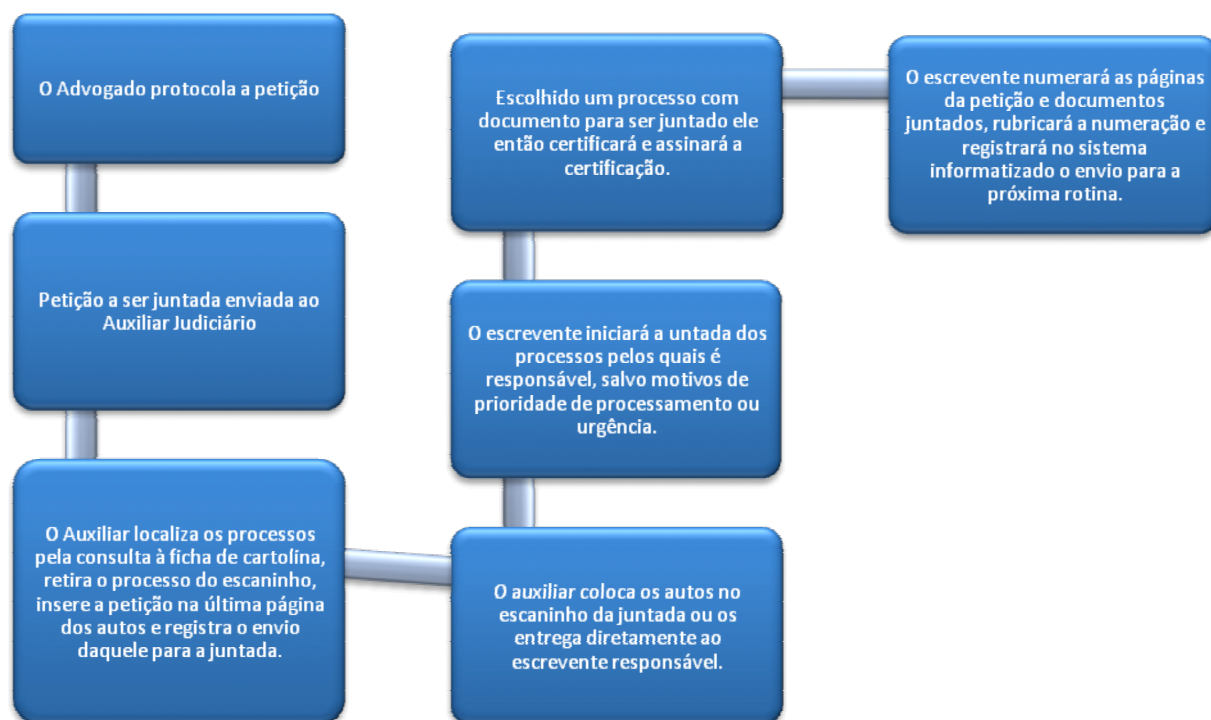 O Advogado protocola a petição
Petição a ser juntada enviada ao
Auxiliar Judiciário
O Auxiliar localiza os processos
pela consulta à ficha de cartolina,
retira o processo do escaninho,
insere a petição na última página
dos autos e registra o envio
daquele para a juntada.
O auxiliar coloca os autos no
escaninho da juntada ou os
entrega diretamente ao
escrevente responsável.
O escrevente iniciará a untada dos
processos pelos quais é
responsável, salvo motivos de
prioridade de processamento ou
urgência.
Escolhido um processo com
documento para ser juntado ele
então certificará e assinará a
certificação.
O escrevente numerará as páginas
da petição e documentos
juntados, rubricará a numeração e
registrará no sistema
informatizado o envio para a
próxima rotina.